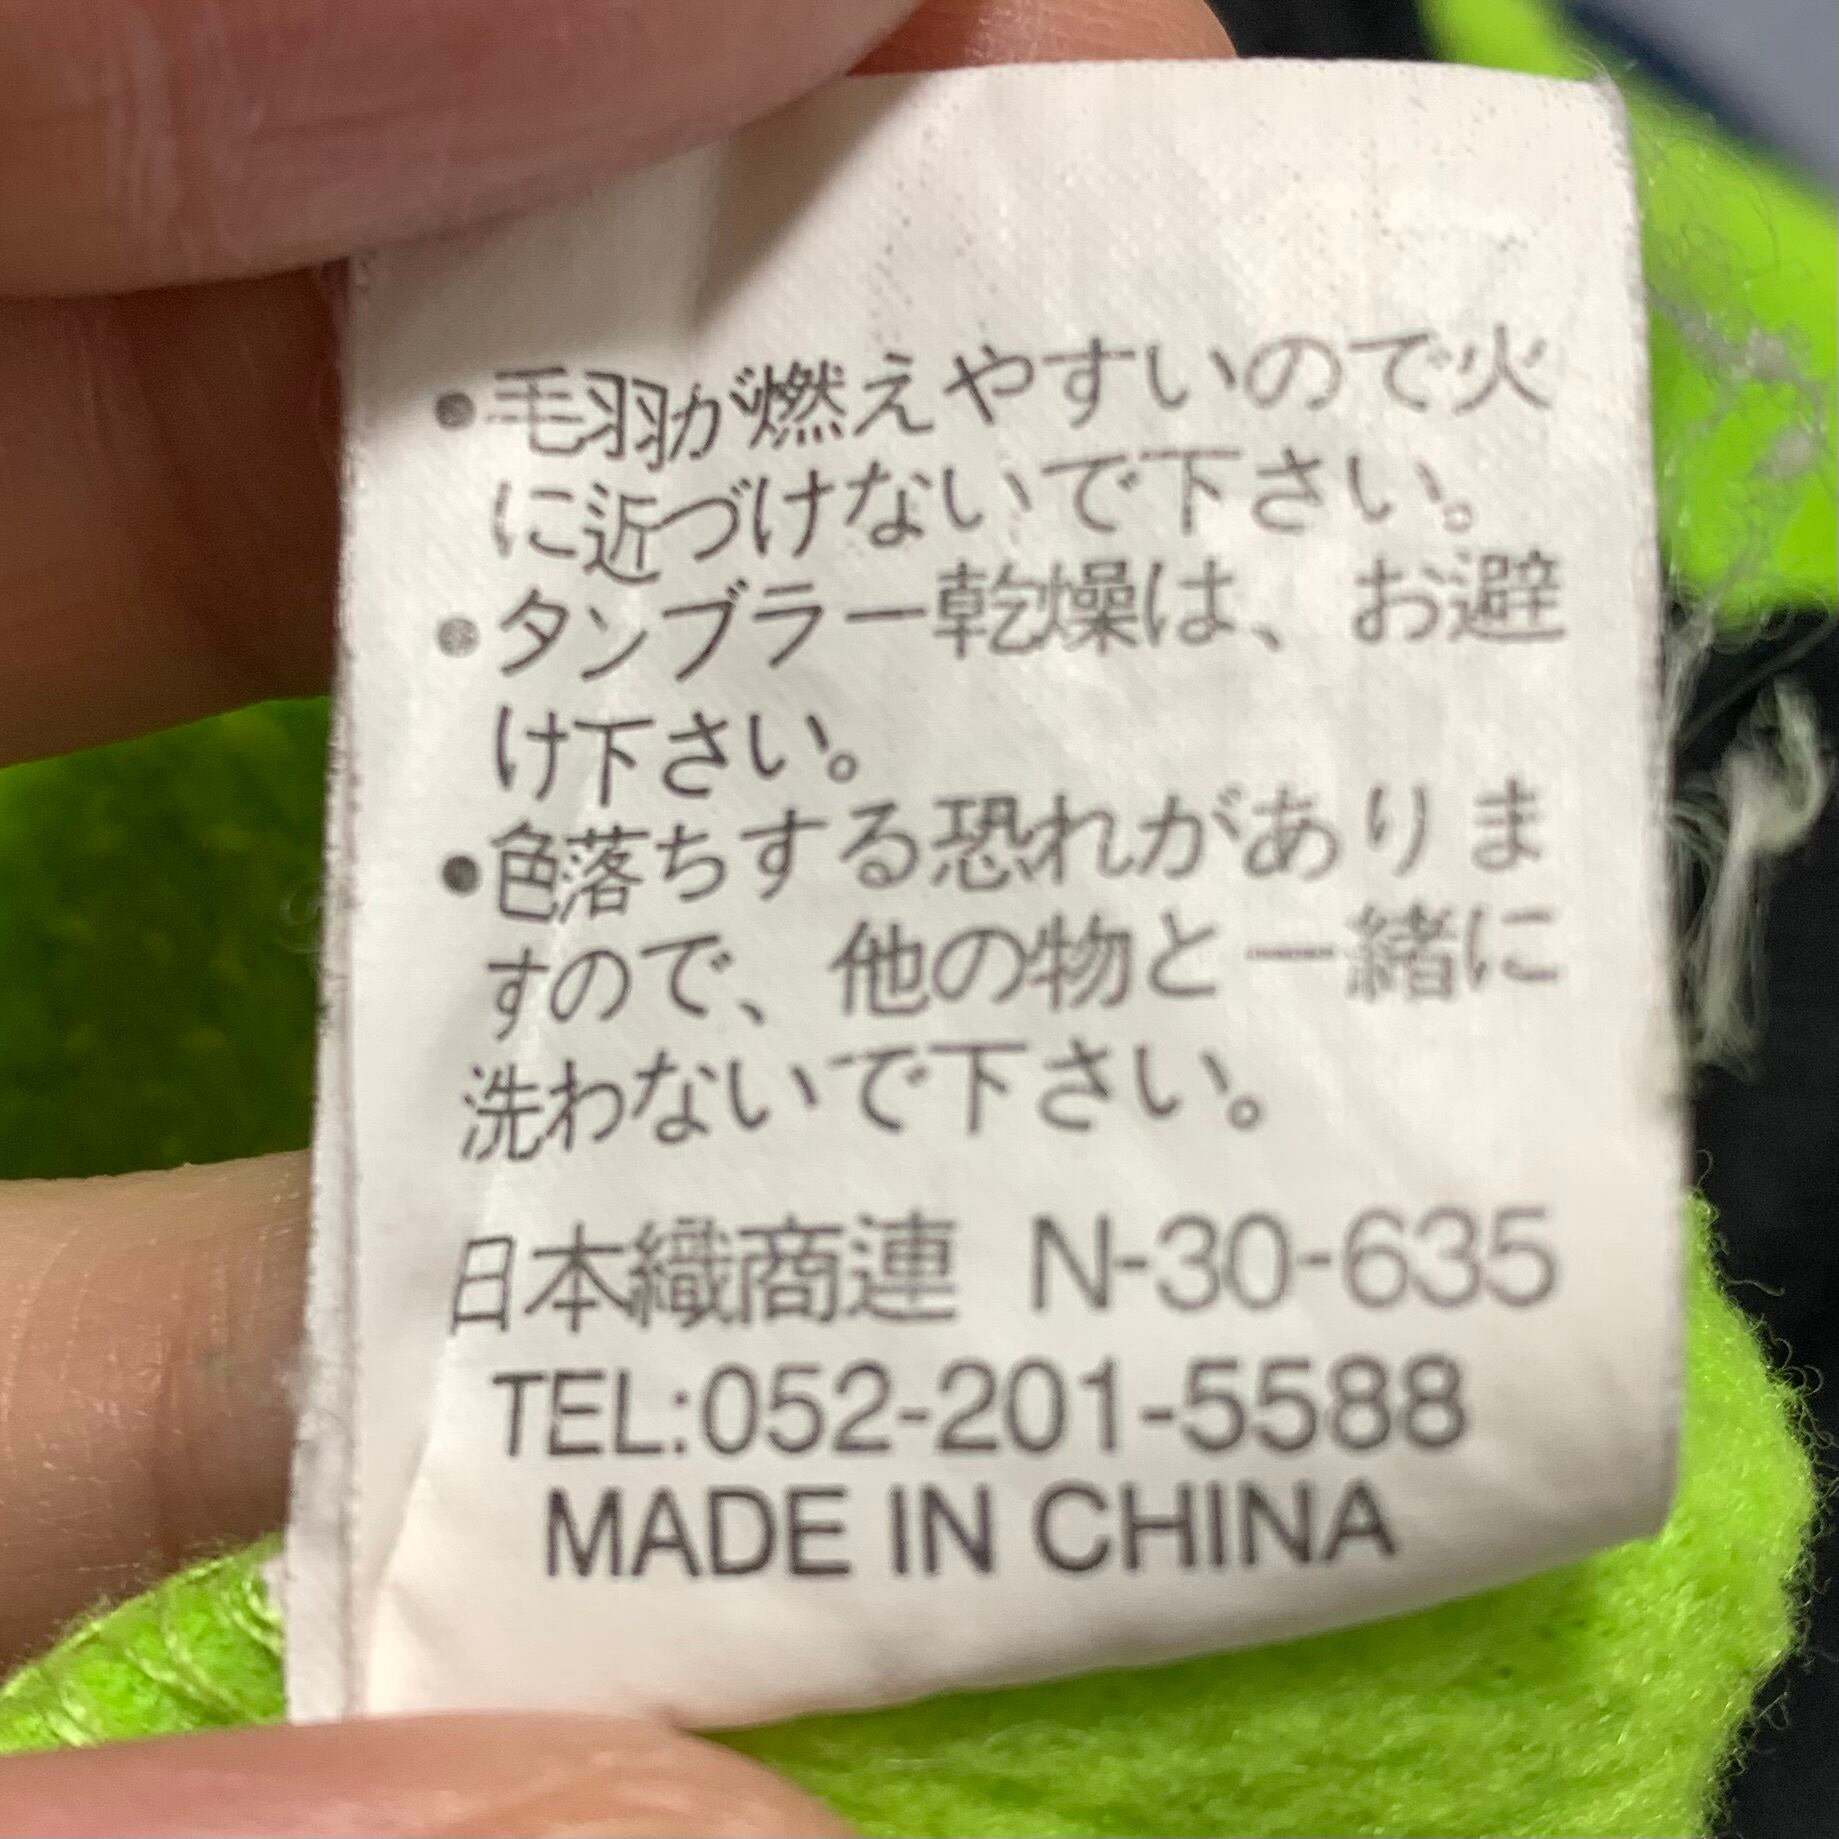 •毛羽が燃えやすいので火
に近づけないで下さい。
•タンブラー乾燥は、お避
け下さい。
•色落ちする恐れがありま
すので、他の物と一緒に
洗わないで下さい。
日本織商連 N-30-635
TEL:052-201-5588
MADE IN CHINA